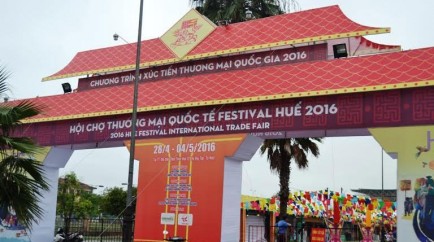 CHƯƠNG TRÌNH XÚC TIẾN THƯƠNG MẠI QUỐC GIA 2016
HỘI CHỢ THƯƠNG MẠI QUỐC TẾ FESTIVAL HUẾ 2016
2016 HUE FESTIVAL INTERNATIONAL TRADE FAIR
28/4 - 04/5/2016